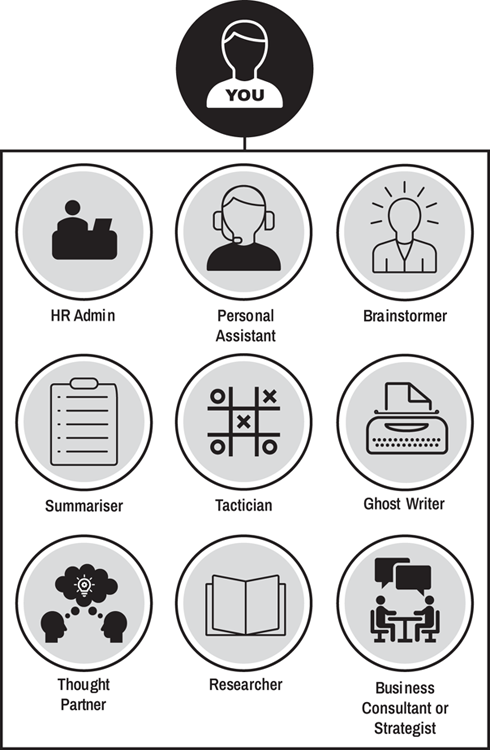 YOU
HR Admin
Personal
Assistant
Brainstormer
Summariser
Tactician
Ghost Writer
Thought
Partner
Researcher
Business
Consultant or
Strategist